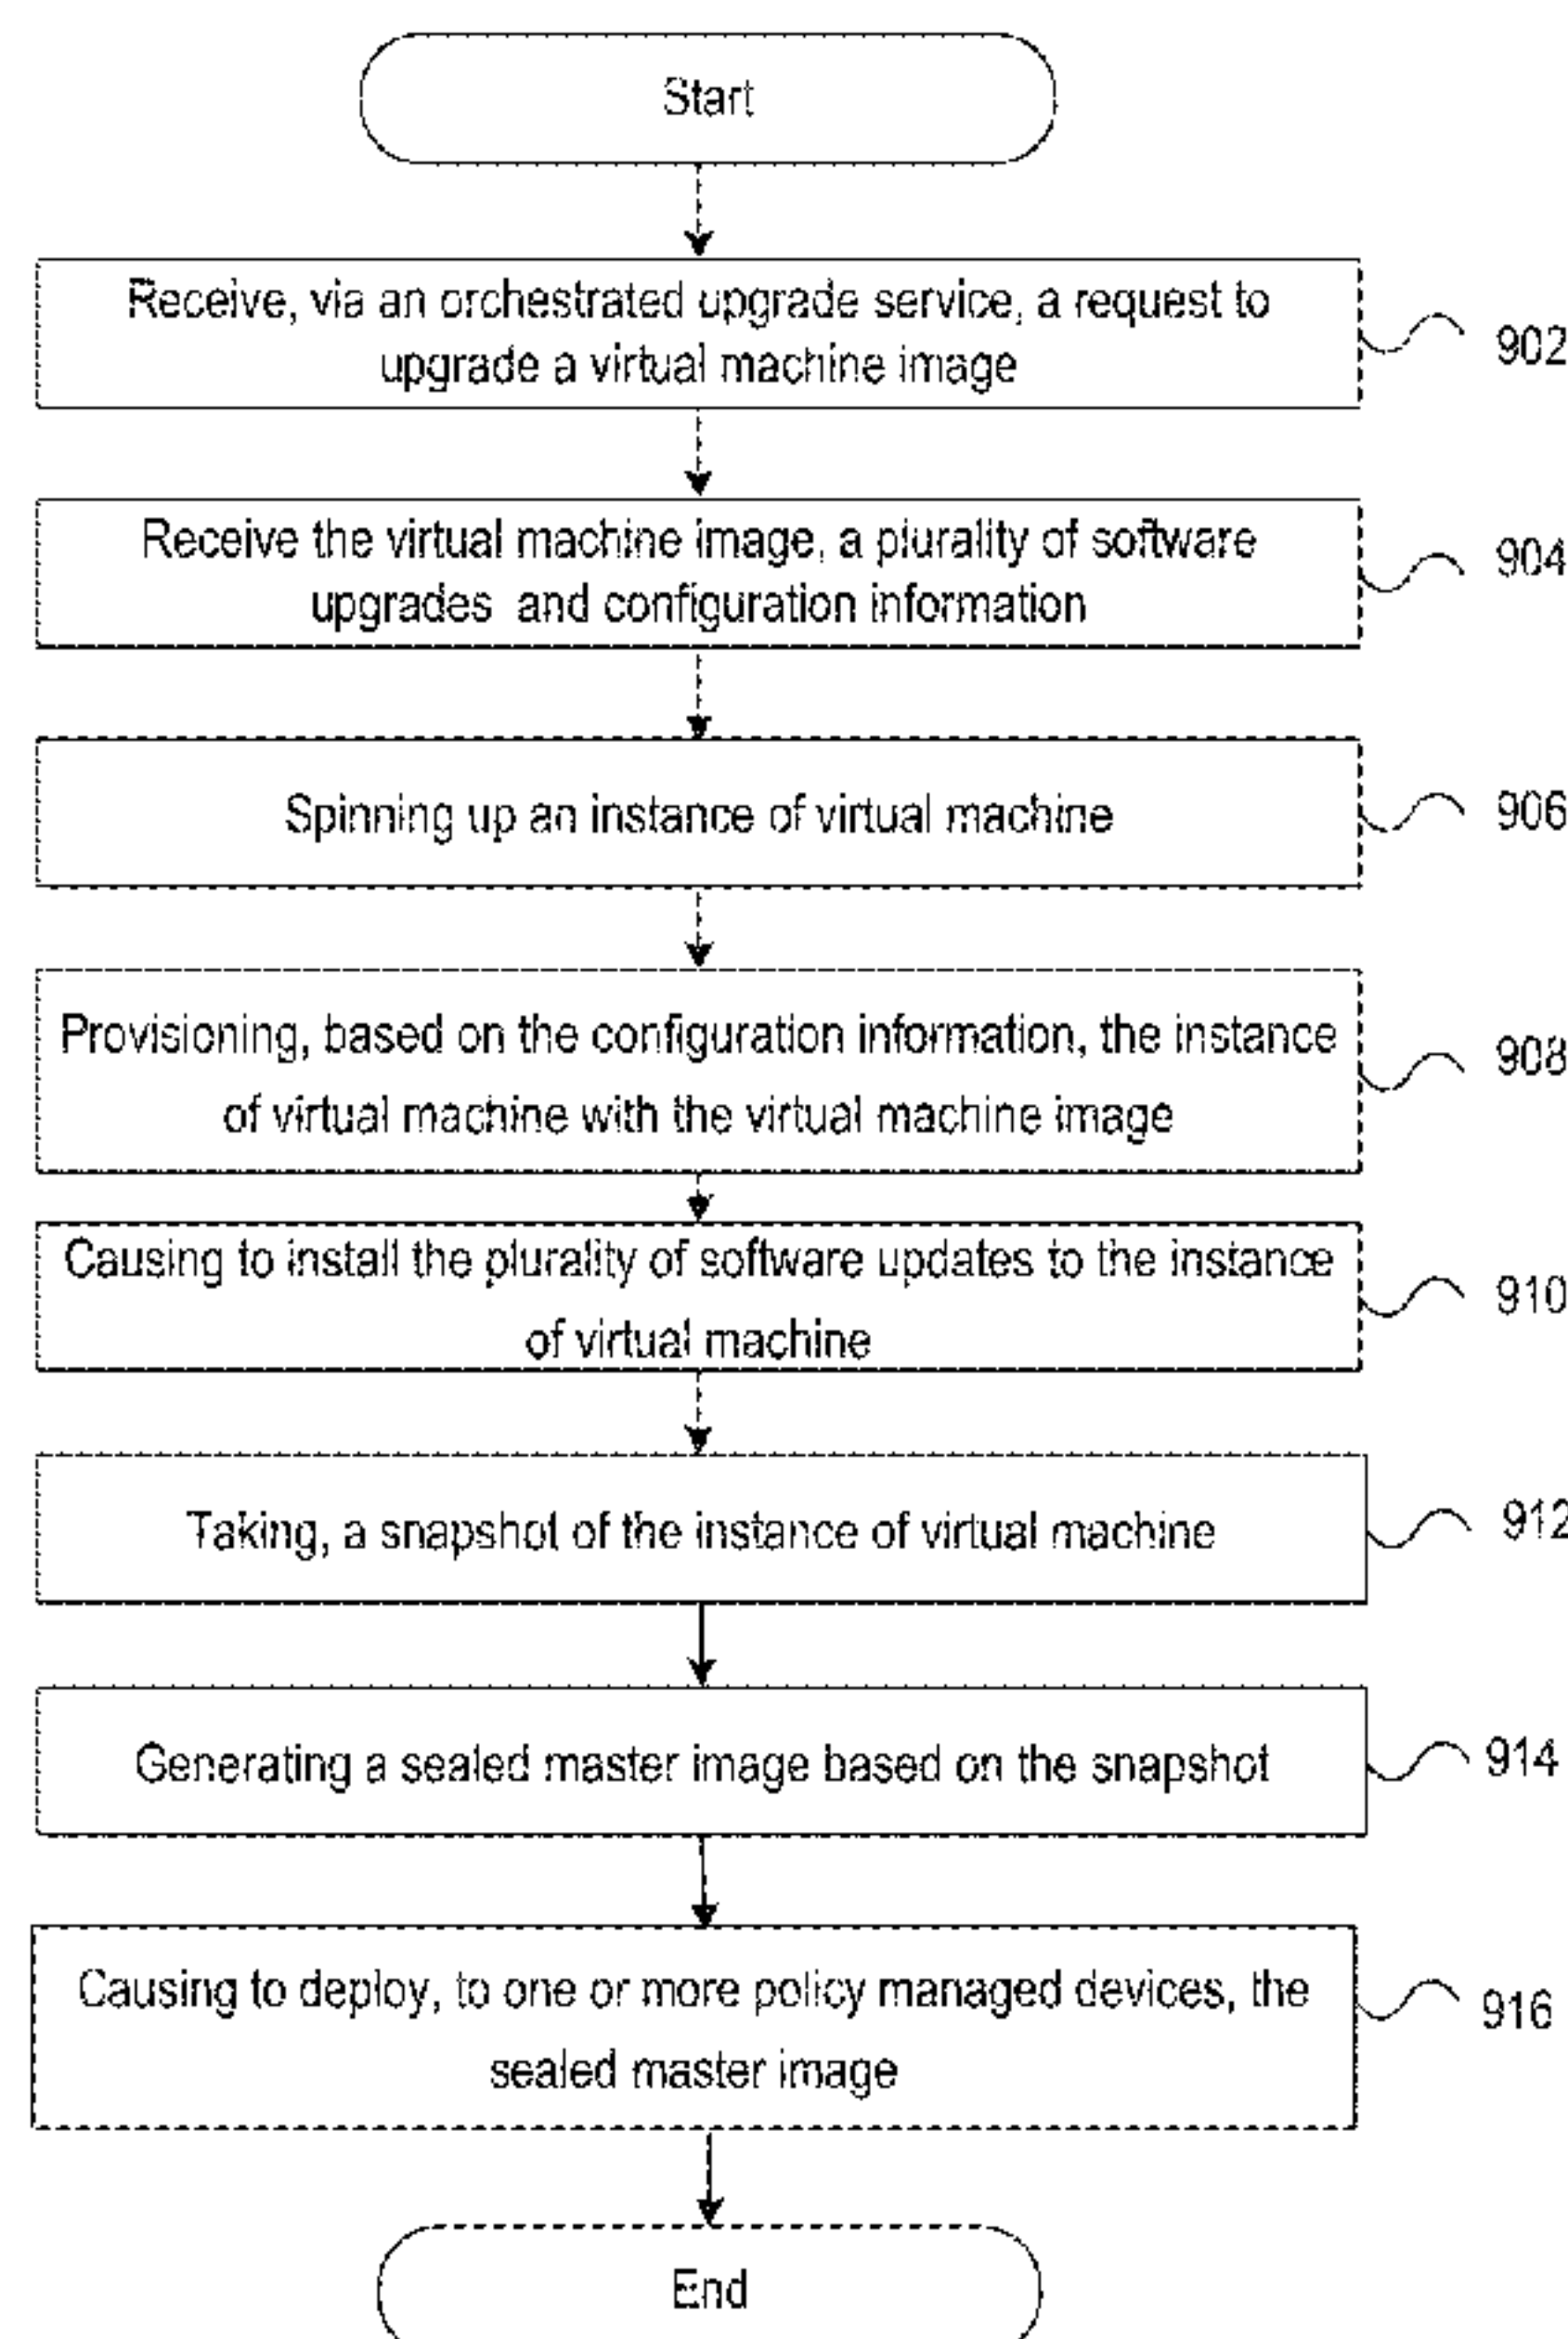 Start
Receive, via an orchestrated upgrade service, a request to
upgrade a virtual machine image
902
Receive the virtual machine image, a plurality of software
upgrades and configuration information
904
Spinning up an instance of virtual machine
906
Provisioning, based on the configuration information, the instance
of virtual machine with the virtual machine image
908
Causing to install the plurality of software updates to the instance
of virtual machine
910
Taking, a snapshot of the instance of virtual machine
912
Generating a sealed master image based on the snapshot
914
Causing to deploy, to one or more policy managed devices, the
sealed master image
916
End